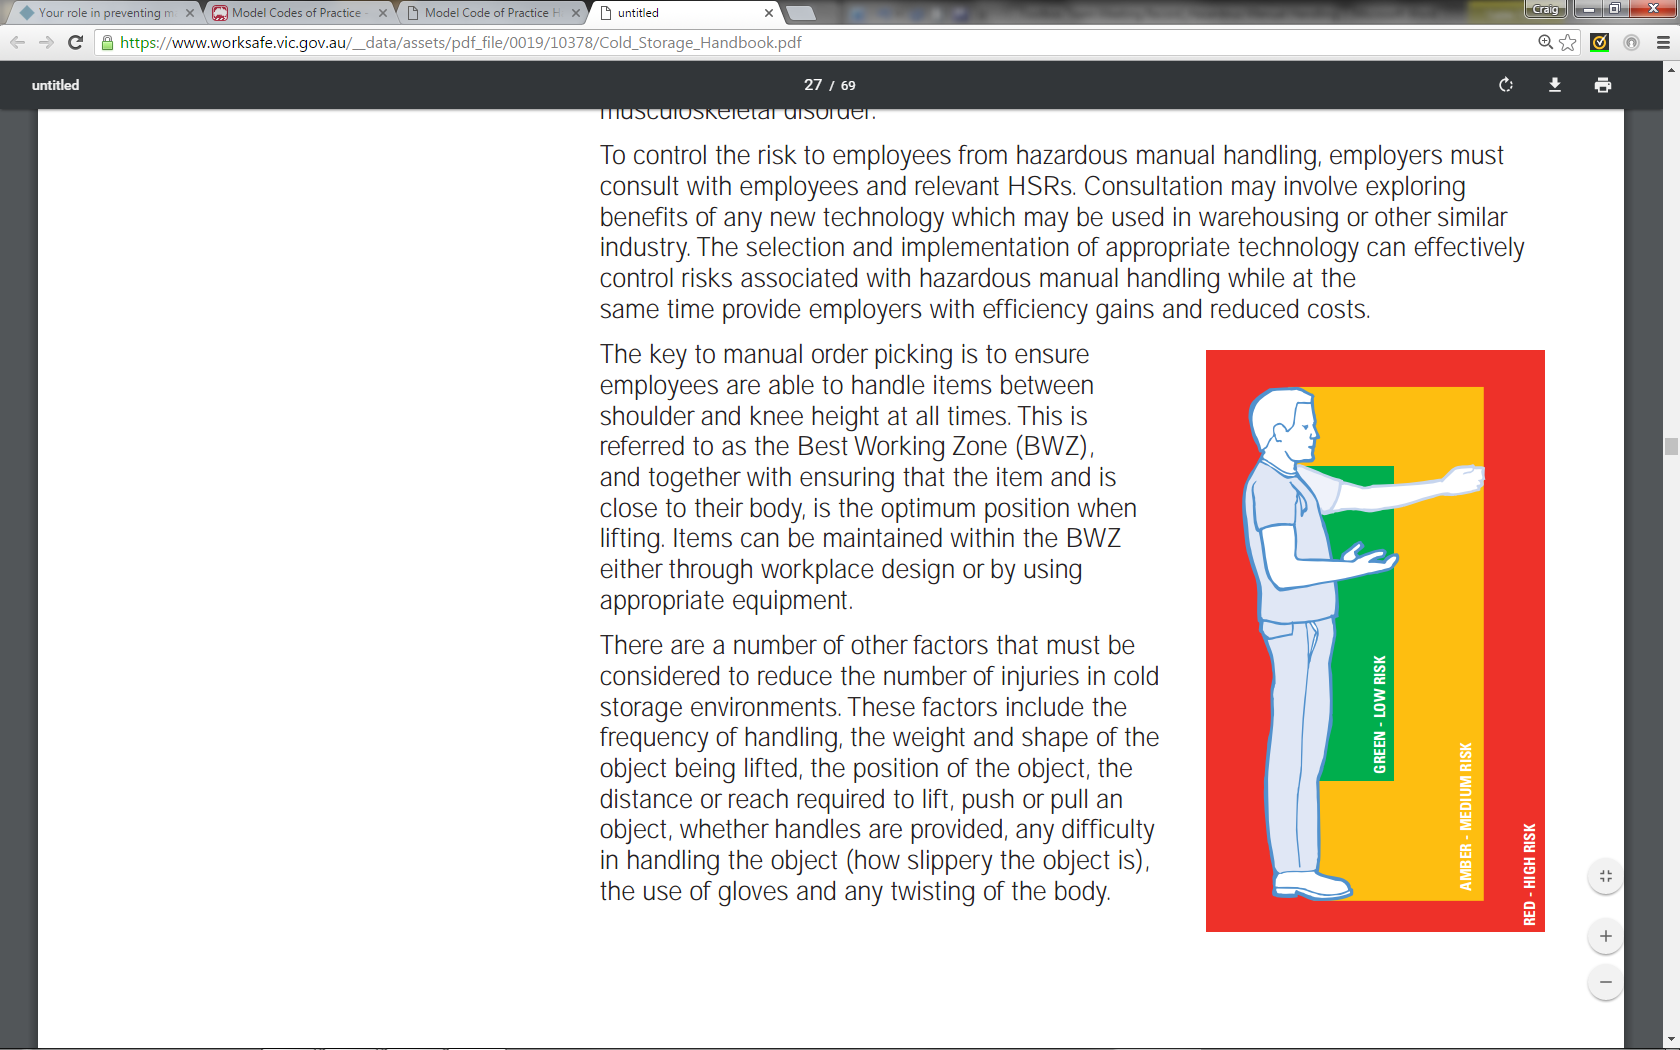 Your role in preventing m
Model Codes of Practice -
Model Code of Practice H
untitled
Craig
https://www.worksafe.vic.gov.au/__data/assets/pdf_file/0019/10378/Cold_Storage_Handbook.pdf
untitled
27 / 69
musculoskeletal disorder.
To control the risk to employees from hazardous manual handling, employers must
consult with employees and relevant HSRs. Consultation may involve exploring
benefits of any new technology which may be used in warehousing or other similar
industry. The selection and implementation of appropriate technology can effectively
control risks associated with hazardous manual handling while at the
same time provide employers with efficiency gains and reduced costs.
The key to manual order picking is to ensure
employees are able to handle items between
shoulder and knee height at all times. This is
referred to as the Best Working Zone (BWZ),
and together with ensuring that the item and is
close to their body, is the optimum position when
lifting. Items can be maintained within the BWZ
either through workplace design or by using
appropriate equipment.
There are a number of other factors that must be
considered to reduce the number of injuries in cold
storage environments. These factors include the
frequency of handling, the weight and shape of the
object being lifted, the position of the object, the
distance or reach required to lift, push or pull an
object, whether handles are provided, any difficulty
in handling the object (how slippery the object is),
the use of gloves and any twisting of the body.
GREEN - LOW RISK
AMBER - MEDIUM RISK
RED - HIGH RISK